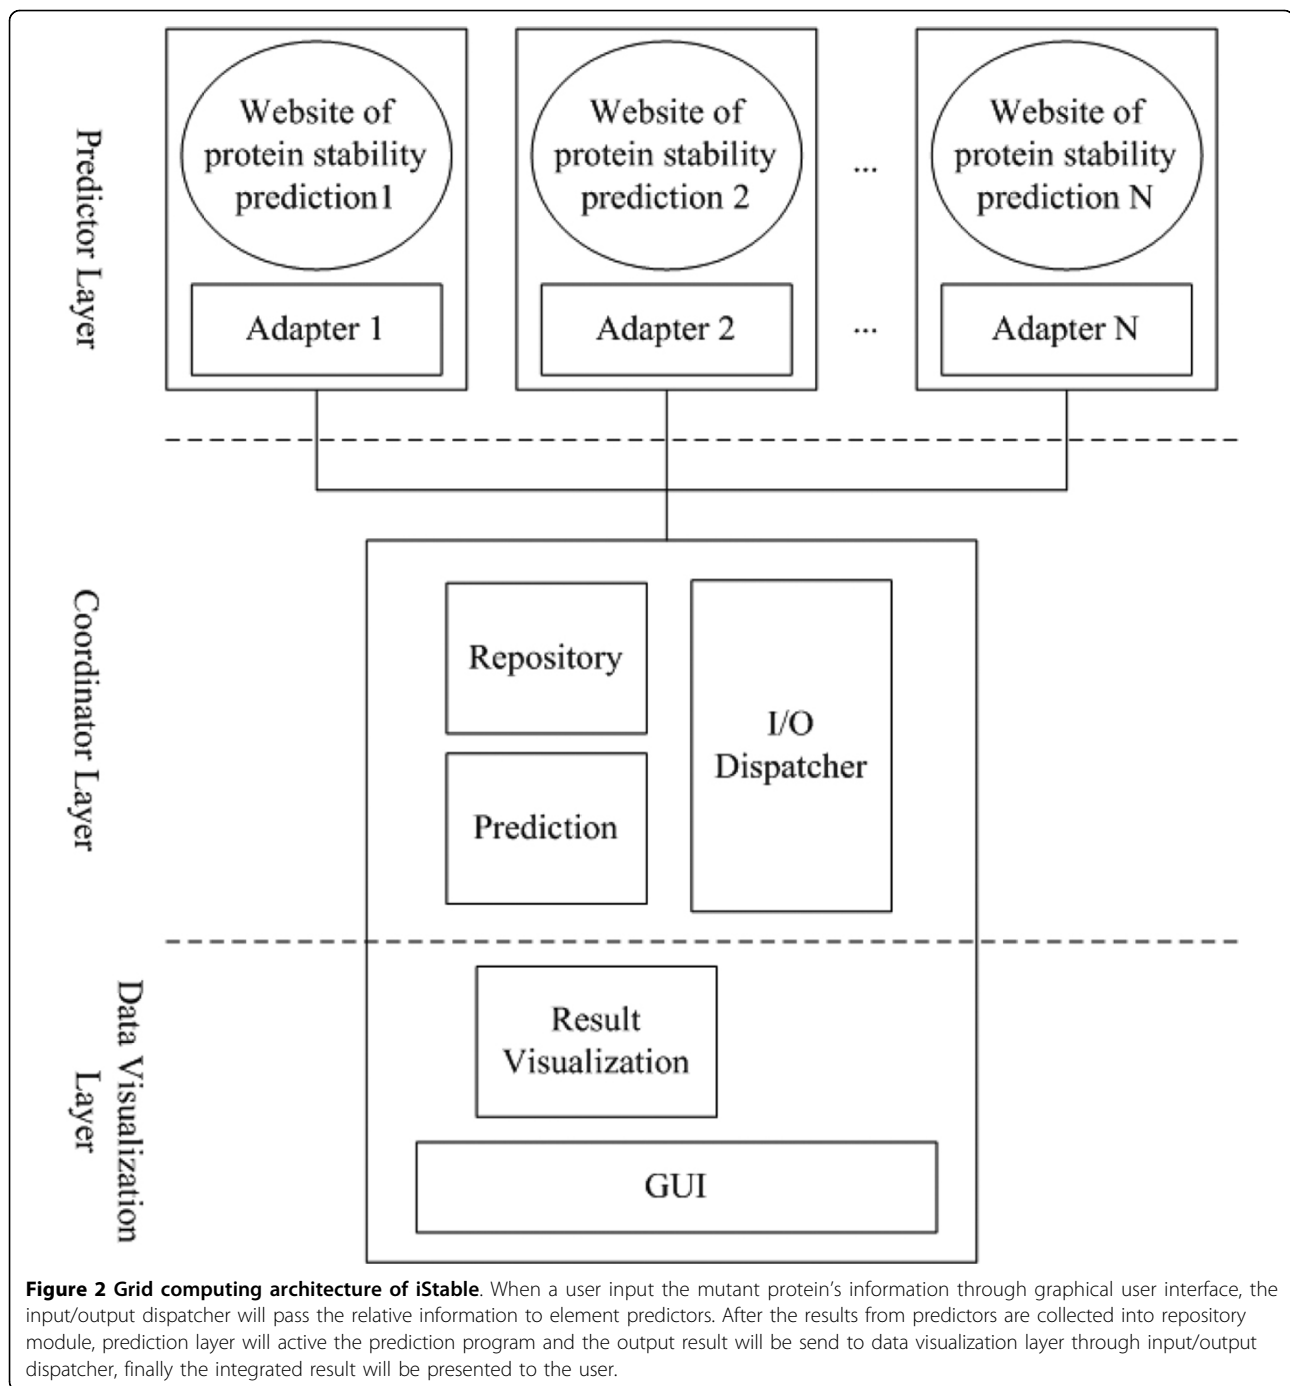 Predictor Layer
Website of
protein stability
prediction1
Website of
protein stability
prediction 2
...
Website of
protein stability
prediction N
Adapter 1
Adapter 2
...
Adapter N
Coordinator Layer
Repository
I/O
Dispatcher
Prediction
Data Visualization
Layer
Result
Visualization
GUI
Figure 2 Grid computing architecture of iStable. When a user input the mutant protein's information through graphical user interface, the
input/output dispatcher will pass the relative information to element predictors. After the results from predictors are collected into repository
module, prediction layer will active the prediction program and the output result will be send to data visualization layer through input/output
dispatcher, finally the integrated result will be presented to the user.